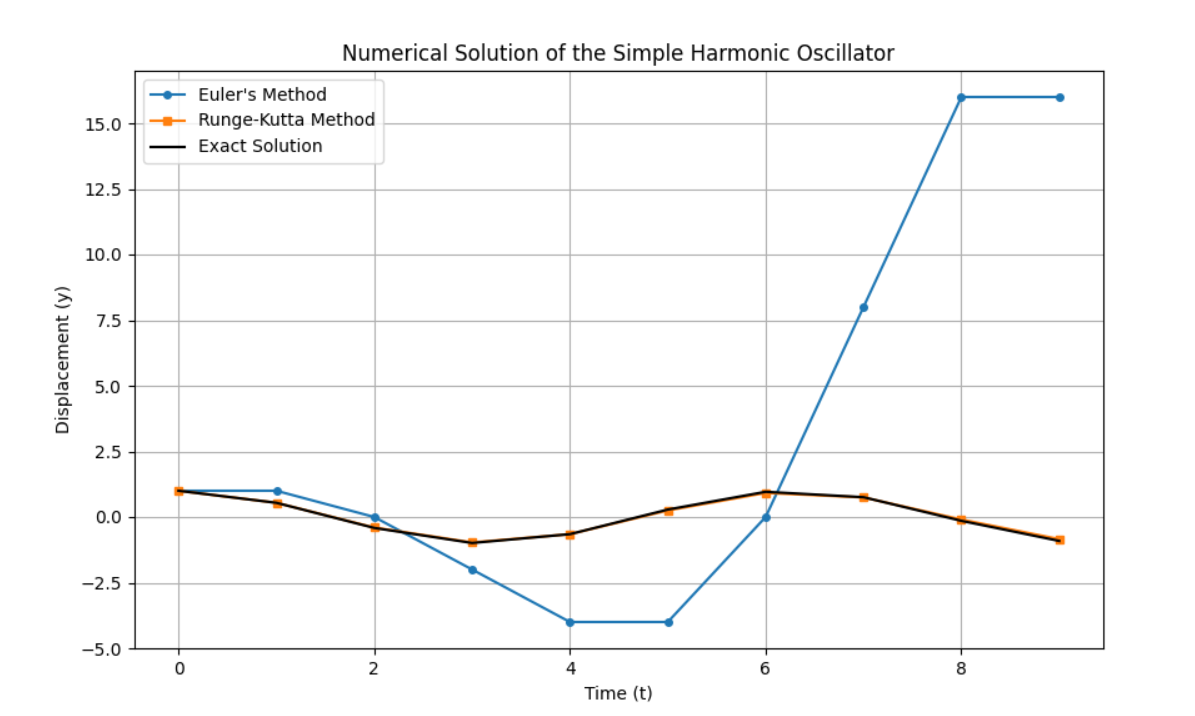 Numerical Solution of the Simple Harmonic Oscillator
Euler's Method
Runge-Kutta Method
Exact Solution
15.0
12.5
10.0
7.5
5.0
2.5
0.0
−2.5
−5.0
Displacement (y)
0 2 4 6 8
Time (t)